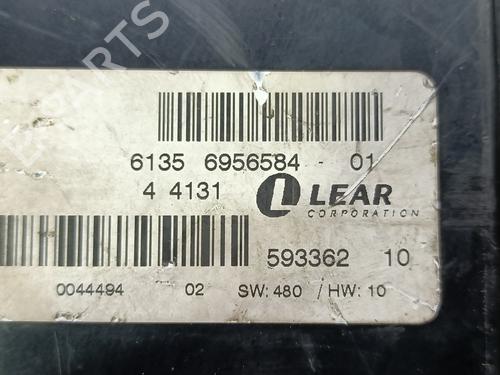 6135 6956584 - 01
4 4131
LEAR
CORPORATION
593362 10
0044494 02 SW: 480 / HW: 10